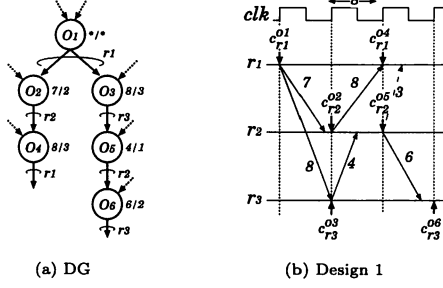 clk
O1 */*
r1
O2 7/2
O3 8/3
r2
r3
O4 8/3
O5 4/1
r1
r3
O6 6/2
r3
(a) DG
c^{o1}_{r1}
c^{o4}_{r1}
r1
7
c^{o2}_{r2}
8
c^{o5}_{r2}
3
r2
8
4
6
r3
c^{o3}_{r3}
c^{o6}_{r3}
(b) Design 1